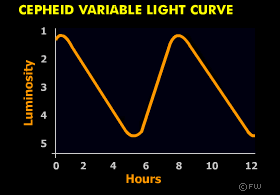 CEPHEID VARIABLE LIGHT CURVE
1
2
3
4
5
Luminosity
0 2 4 6 8 10 12
Hours
© FW